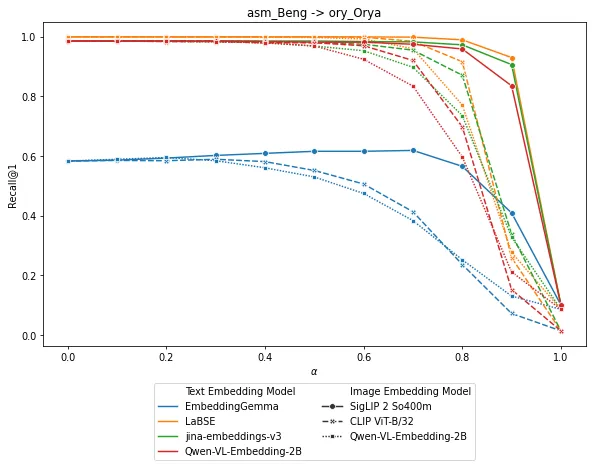 asm_Beng -> ory_Orya
Recall@1
1.0
0.8
0.6
0.4
0.2
0.0
0.0 0.2 0.4 0.6 0.8 1.0
α
Text Embedding Model Image Embedding Model
EmbeddingGemma SigLIP 2 So400m
LaBSE CLIP ViT-B/32
jina-embeddings-v3 Qwen-VL-Embedding-2B
Qwen-VL-Embedding-2B